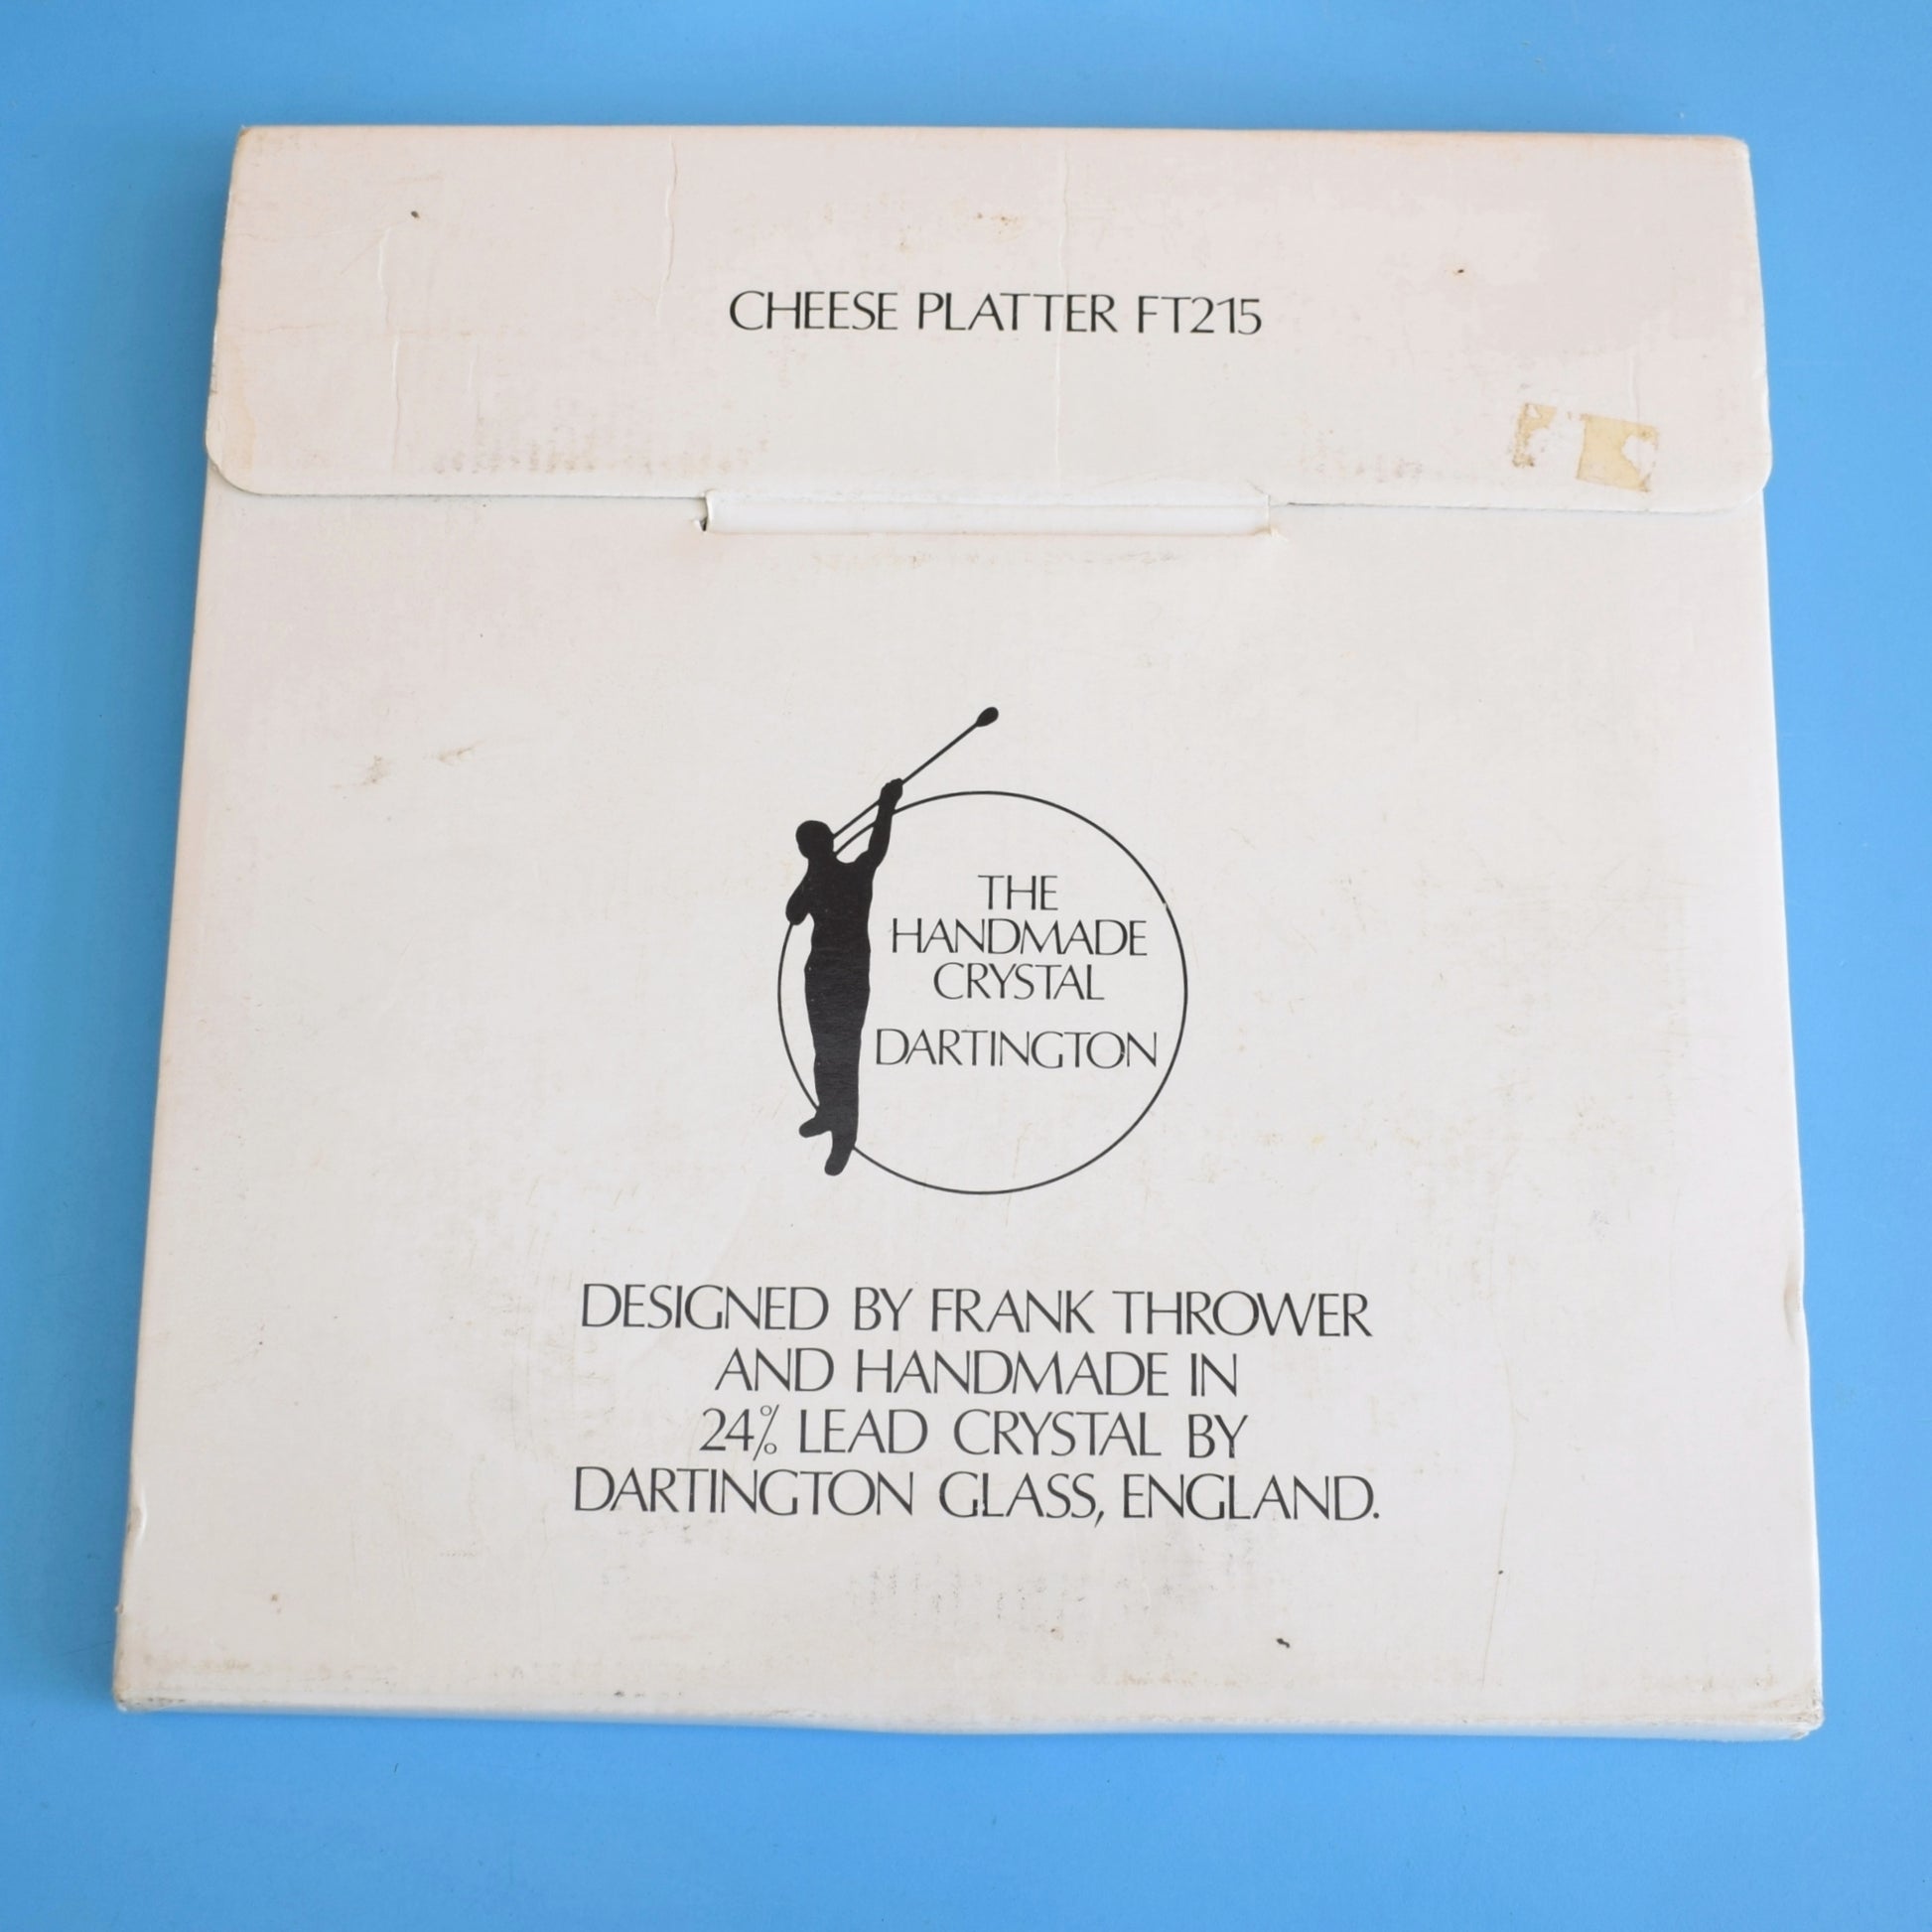 CHEESE PLATTER FT215
THE
HANDMADE
CRYSTAL
DARTINGTON
DESIGNED BY FRANK THROWER
AND HANDMADE IN
24% LEAD CRYSTAL BY
DARTINGTON GLASS, ENGLAND.